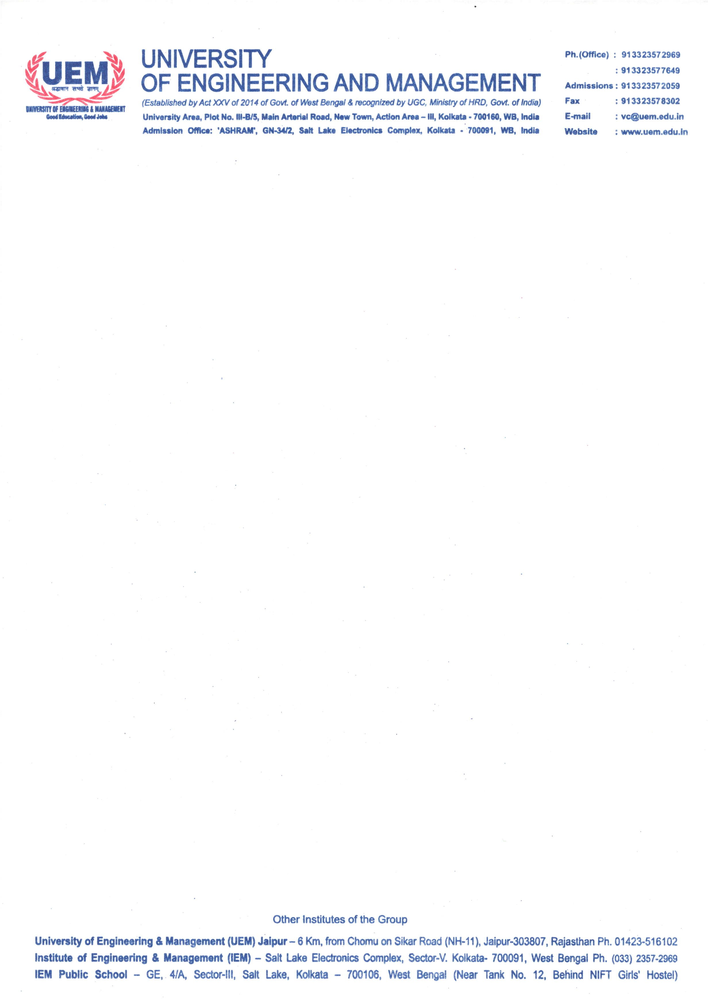 UEM
श्रद्धावान लभते ज्ञानम्
UNIVERSITY OF ENGINEERING & MANAGEMENT
Good Education, Good Jobs
UNIVERSITY
OF ENGINEERING AND MANAGEMENT
(Established by Act XXV of 2014 of Govt. of West Bengal & recognized by UGC, Ministry of HRD, Govt. of India)
University Area, Plot No. III-B/5, Main Arterial Road, New Town, Action Area – III, Kolkata - 700160, WB, India
Admission Office: 'ASHRAM', GN-34/2, Salt Lake Electronics Complex, Kolkata - 700091, WB, India
Ph.(Office) : 913323572969
: 913323577649
Admissions : 913323572059
Fax : 913323578302
E-mail : vc@uem.edu.in
Website : www.uem.edu.in
Other Institutes of the Group
University of Engineering & Management (UEM) Jaipur – 6 Km, from Chomu on Sikar Road (NH-11), Jaipur-303807, Rajasthan Ph. 01423-516102
Institute of Engineering & Management (IEM) – Salt Lake Electronics Complex, Sector-V. Kolkata- 700091, West Bengal Ph. (033) 2357-2969
IEM Public School – GE, 4/A, Sector-III, Salt Lake, Kolkata – 700106, West Bengal (Near Tank No. 12, Behind NIFT Girls' Hostel)